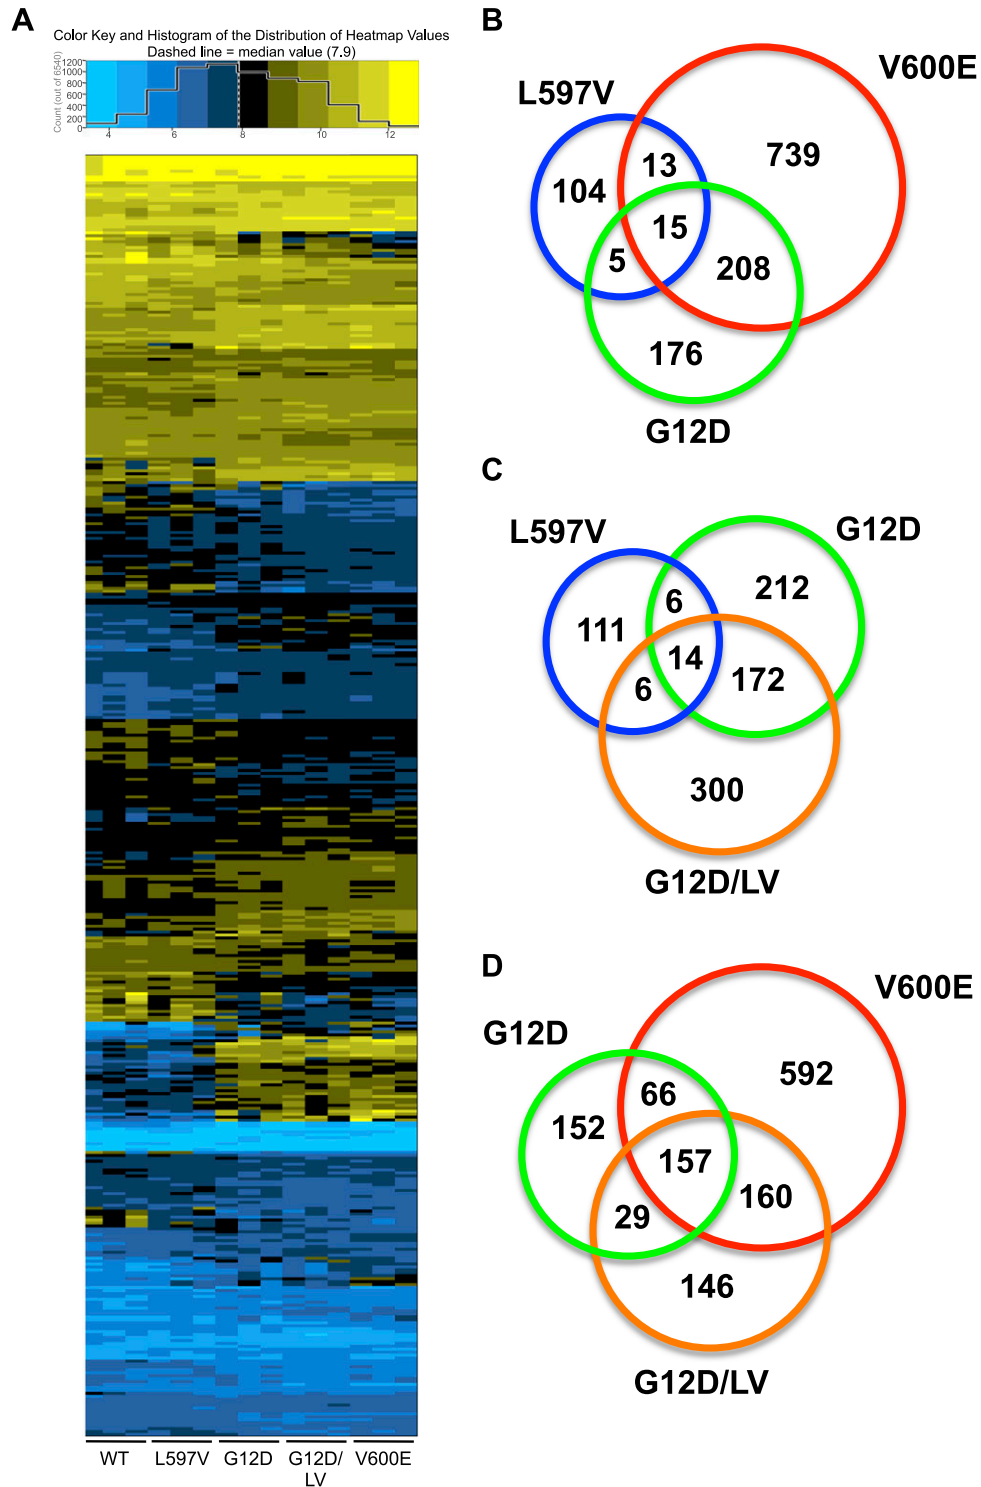 A
Color Key and Histogram of the Distribution of Heatmap Values
Dashed line = median value (7.9)
Count (out of 6540)
1200
1000
800
600
400
200
0
4 6 8 10 12
WT L597V G12D G12D/LV V600E
B
L597V
V600E
13
739
104
15
5
208
176
G12D
C
L597V
G12D
6
212
111
14
6
172
300
G12D/LV
D
V600E
G12D
66
592
152
157
160
29
146
G12D/LV